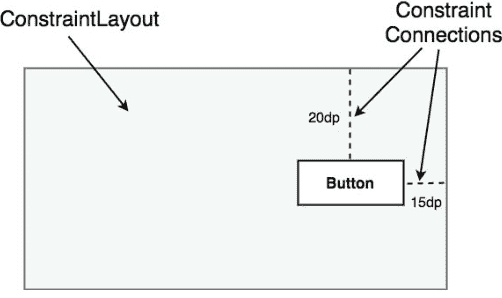 ConstraintLayout
Constraint
Connections
20dp
Button
15dp